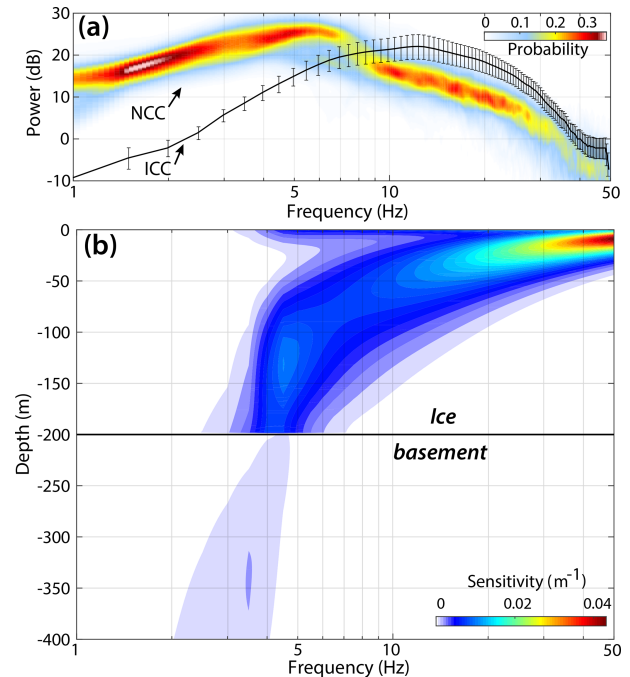 (a)
0 0.1 0.2 0.3
Probability
30
20
10
0
-10
Power (dB)
NCC
ICC
1 5 10 50
Frequency (Hz)
(b)
0
-50
-100
-150
-200
-250
-300
-350
-400
Depth (m)
Ice
basement
Sensitivity (m⁻¹)
0 0.02 0.04
1 5 10 50
Frequency (Hz)